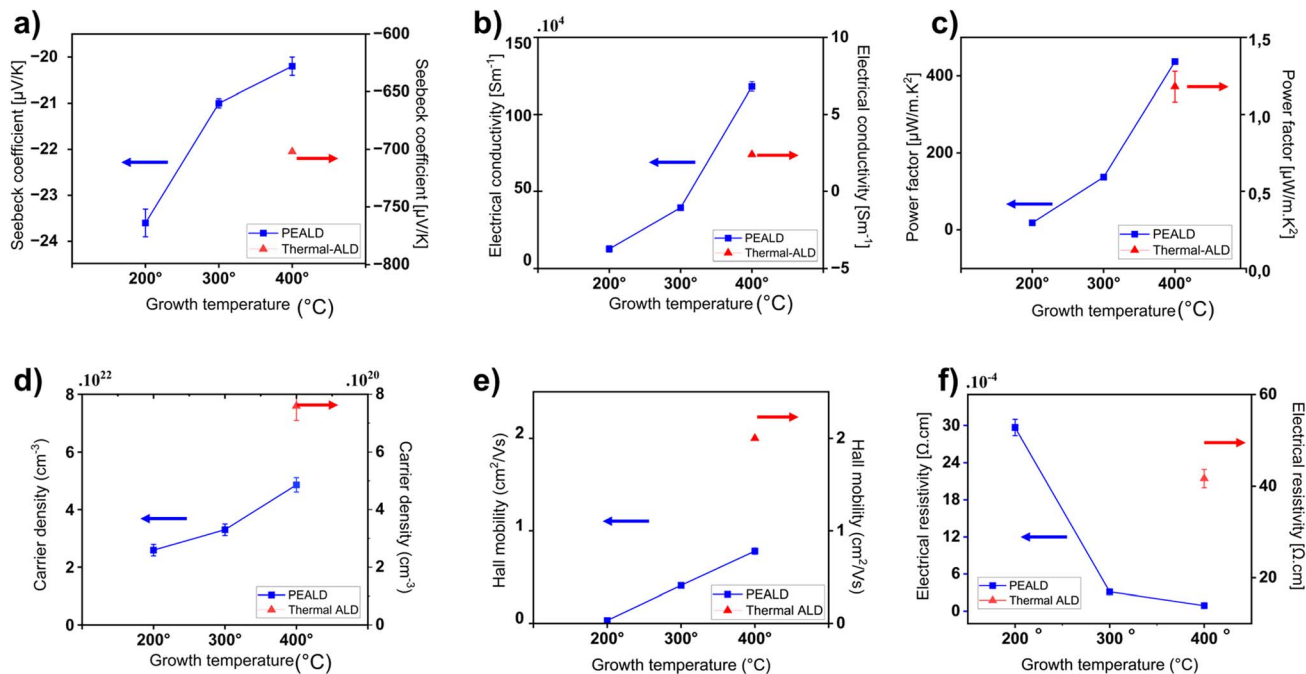 a)
Seebeck coefficient [µV/K]
−20
−21
−22
−23
−24
−600
−650
−700
−750
−800
Seebeck coefficient [µV/K]
PEALD
Thermal-ALD
200° 300° 400°
Growth temperature (°C)
b)
.10⁴
Electrical conductivity [Sm⁻¹]
150
100
50
0
10
5
0
−5
Electrical conductivity [Sm⁻¹]
PEALD
Thermal-ALD
200° 300° 400°
Growth temperature (°C)
c)
Power factor [µW/m.K²]
400
200
0
1,5
1,0
0,5
0,0
Power factor [µW/m.K²]
PEALD
Thermal-ALD
200° 300° 400°
Growth temperature (°C)
d)
.10²²
.10²⁰
Carrier density (cm⁻³)
8
6
4
2
0
8
6
4
2
0
Carrier density (cm⁻³)
PEALD
Thermal ALD
200° 300° 400°
Growth temperature (°C)
e)
Hall mobility (cm²/Vs)
2
1
0
2
1
0
Hall mobility (cm²/Vs)
PEALD
Thermal ALD
200° 300° 400°
Growth temperature (°C)
f)
.10⁻⁴
Electrical resistivity [Ω.cm]
30
24
18
12
6
0
60
40
20
Electrical resistivity [Ω.cm]
PEALD
Thermal ALD
200 ° 300 ° 400 °
Growth temperature (°C)